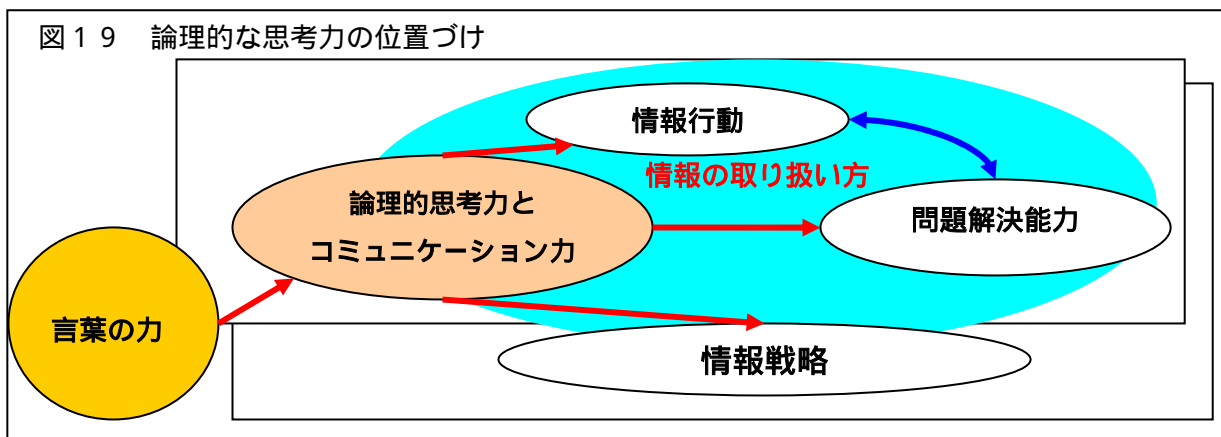 図19 論理的な思考力の位置づけ
情報行動
情報の取り扱い方
論理的思考力と
コミュニケーション力
問題解決能力
言葉の力
情報戦略